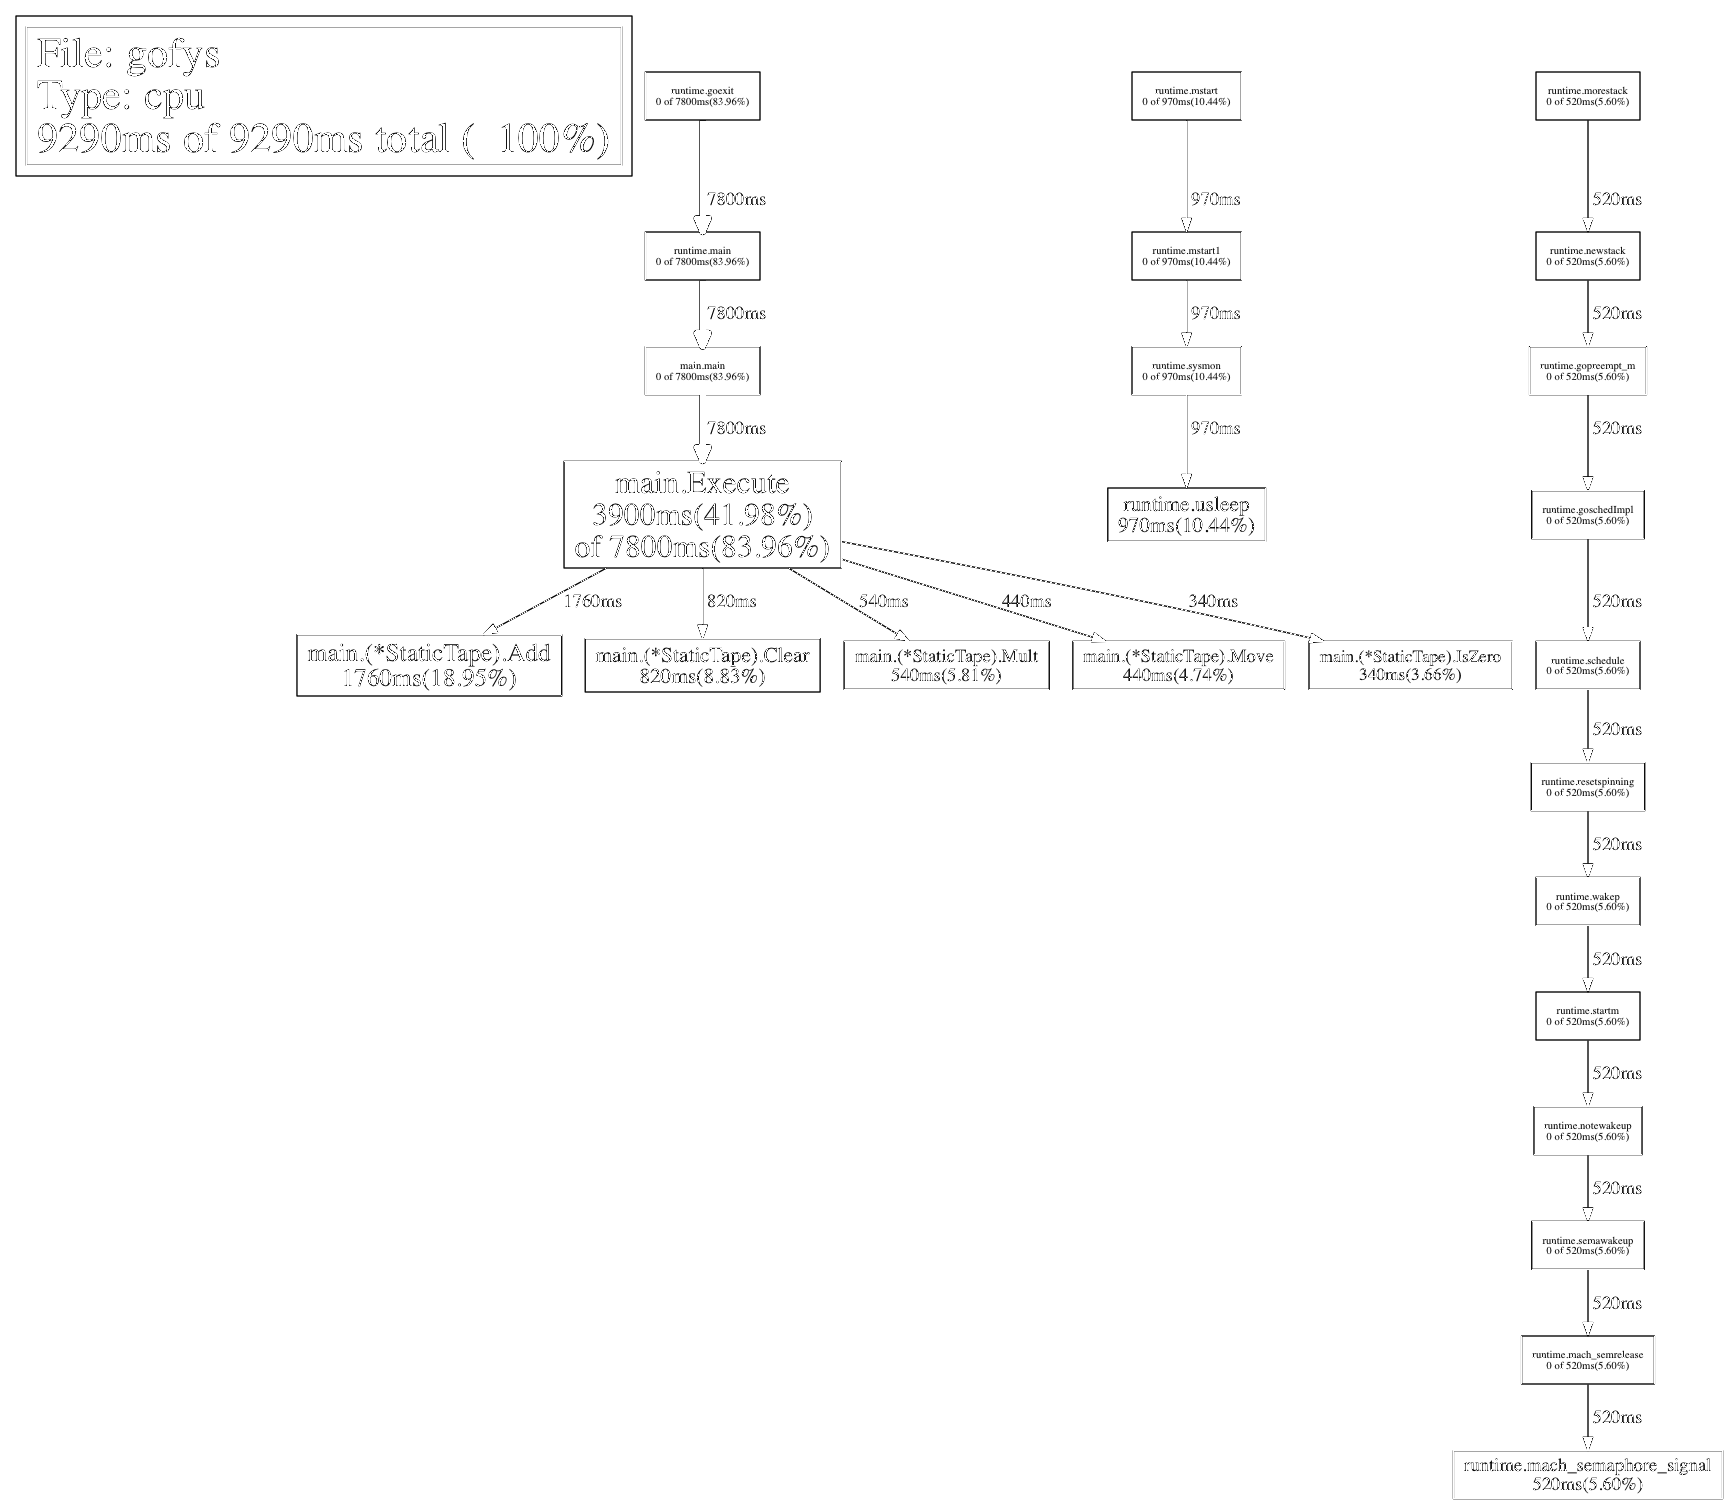 File: gofys
Type: cpu
9290ms of 9290ms total ( 100%)
runtime.goexit
0 of 7800ms(83.96%)
7800ms
runtime.main
0 of 7800ms(83.96%)
7800ms
main.main
0 of 7800ms(83.96%)
7800ms
main.Execute
3900ms(41.98%)
of 7800ms(83.96%)
1760ms
820ms
540ms
440ms
340ms
main.(*StaticTape).Add
1760ms(18.95%)
main.(*StaticTape).Clear
820ms(8.83%)
main.(*StaticTape).Mult
540ms(5.81%)
main.(*StaticTape).Move
440ms(4.74%)
main.(*StaticTape).IsZero
340ms(3.66%)
runtime.mstart
0 of 970ms(10.44%)
970ms
runtime.mstart1
0 of 970ms(10.44%)
970ms
runtime.sysmon
0 of 970ms(10.44%)
970ms
runtime.usleep
970ms(10.44%)
runtime.morestack
0 of 520ms(5.60%)
520ms
runtime.newstack
0 of 520ms(5.60%)
520ms
runtime.gopreempt_m
0 of 520ms(5.60%)
520ms
runtime.goschedImpl
0 of 520ms(5.60%)
520ms
runtime.schedule
0 of 520ms(5.60%)
520ms
runtime.resetspinning
0 of 520ms(5.60%)
520ms
runtime.wakep
0 of 520ms(5.60%)
520ms
runtime.startm
0 of 520ms(5.60%)
520ms
runtime.notewakeup
0 of 520ms(5.60%)
520ms
runtime.semawakeup
0 of 520ms(5.60%)
520ms
runtime.mach_semrelease
0 of 520ms(5.60%)
520ms
runtime.mach_semaphore_signal
520ms(5.60%)